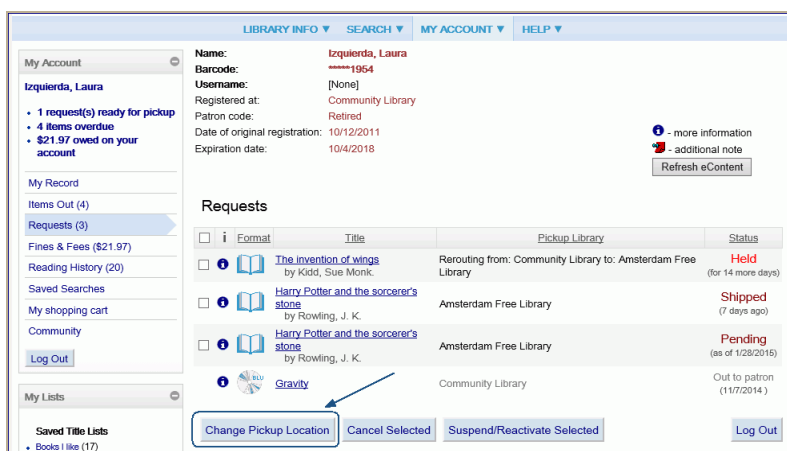 LIBRARY INFO ▼ SEARCH ▼ MY ACCOUNT ▼ HELP ▼
My Account
Izquierda, Laura
1 request(s) ready for pickup
4 items overdue
$21.97 owed on your
account
My Record
Items Out (4)
Requests (3)
Fines & Fees ($21.97)
Reading History (20)
Saved Searches
My shopping cart
Community
Log Out
My Lists
Saved Title Lists
Books I like (17)
Name: Izquierda, Laura
Barcode: *****1954
Username: [None]
Registered at: Community Library
Patron code: Retired
Date of original registration: 10/12/2011
Expiration date: 10/4/2018
- more information
- additional note
Refresh eContent
Requests
i Format Title Pickup Library Status
The invention of wings
by Kidd, Sue Monk.
Rerouting from: Community Library to: Amsterdam Free
Library
Held
(for 14 more days)
Harry Potter and the sorcerer's
stone
by Rowling, J. K.
Amsterdam Free Library
Shipped
(7 days ago)
Harry Potter and the sorcerer's
stone
by Rowling, J. K.
Amsterdam Free Library
Pending
(as of 1/28/2015)
Gravity
Community Library
Out to patron
(11/7/2014 )
Change Pickup Location Cancel Selected Suspend/Reactivate Selected Log Out